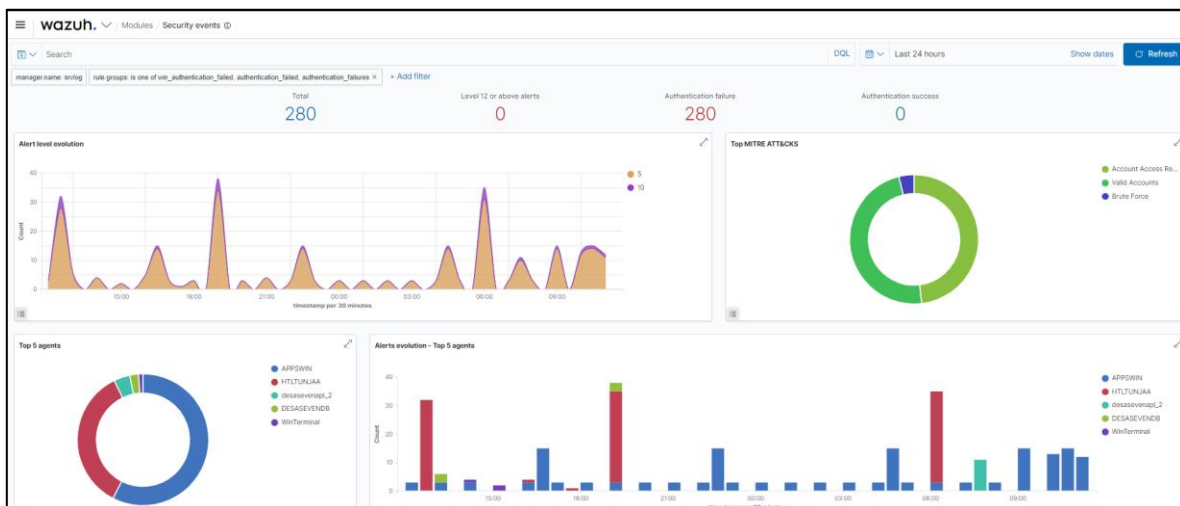 wazuh. Modules Security events
Search DQL Last 24 hours Show dates Refresh
manager.name: srvlog rule.groups: is one of win_authentication_failed, authentication_failed, authentication_failures × + Add filter
Total Level 12 or above alerts Authentication failure Authentication success
280 0 280 0
Alert level evolution
40
30
20
10
0
Count
15:00 18:00 21:00 00:00 03:00 06:00 09:00
timestamp per 30 minutes
5
10
Top MITRE ATT&CKS
Account Access Re...
Valid Accounts
Brute Force
Top 5 agents
APPSWIN
HTLTUNJAA
desasevenapl_2
DESASEVENDB
WinTerminal
Alerts evolution - Top 5 agents
40
30
20
10
0
Count
15:00 18:00 21:00 00:00 03:00 06:00 09:00
APPSWIN
HTLTUNJAA
desasevenapl_2
DESASEVENDB
WinTerminal